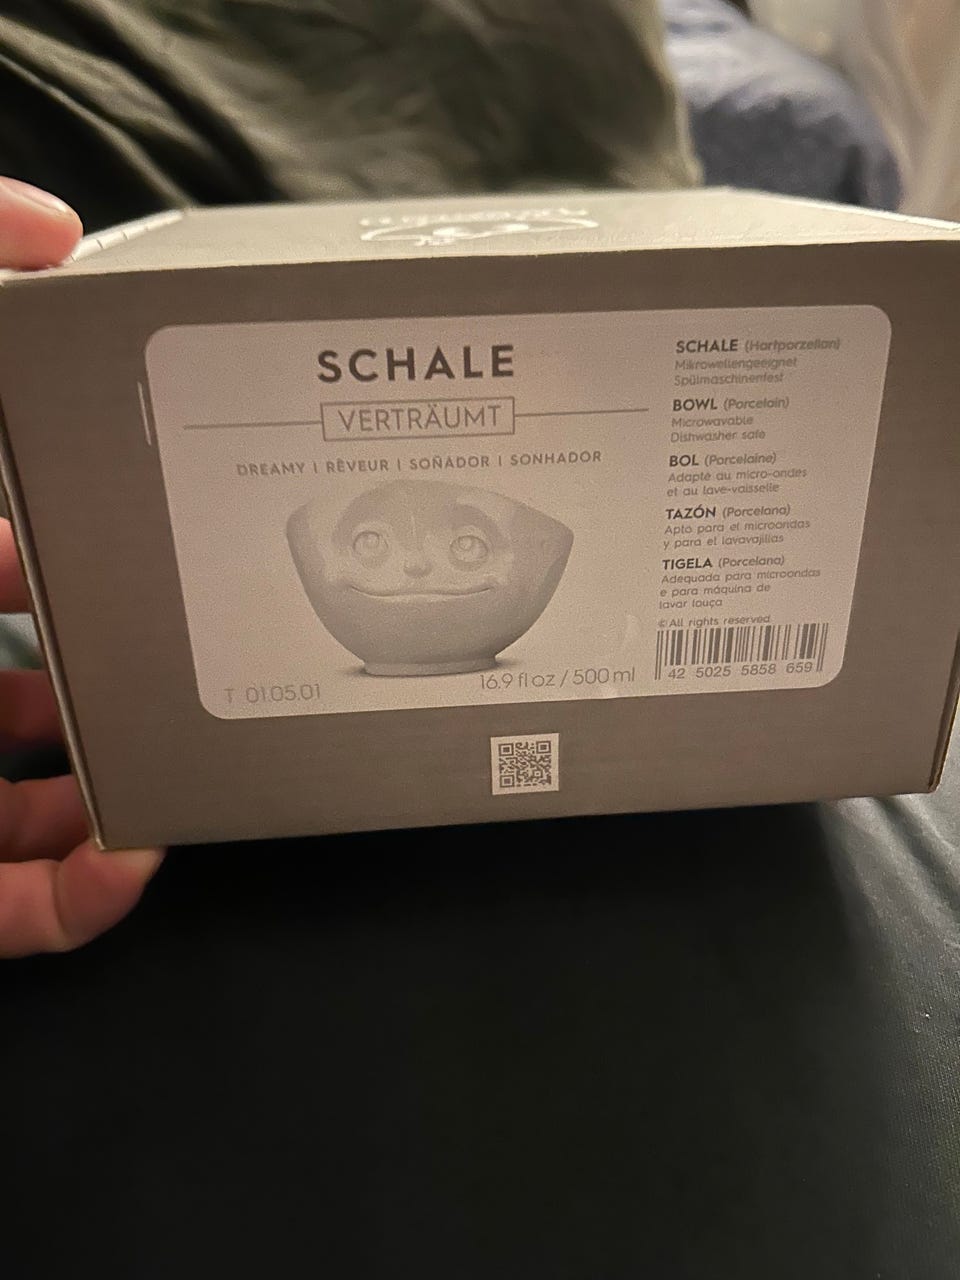 SCHALE
VERTRÄUMT
DREAMY | RÊVEUR | SOÑADOR | SONHADOR
T 01.05.01
16.9 fl oz / 500 ml
SCHALE (Hartporzellan)
Mikrowellengeeignet
Spülmaschinenfest
BOWL (Porcelain)
Microwavable
Dishwasher safe
BOL (Porcelaine)
Adapté au micro-ondes
et au lave-vaisselle
TAZÓN (Porcelana)
Apto para el microondas
y para el lavavajillas
TIGELA (Porcelana)
Adequada para microondas
e para máquina de
lavar louça
© All rights reserved
42 5025 5858 659